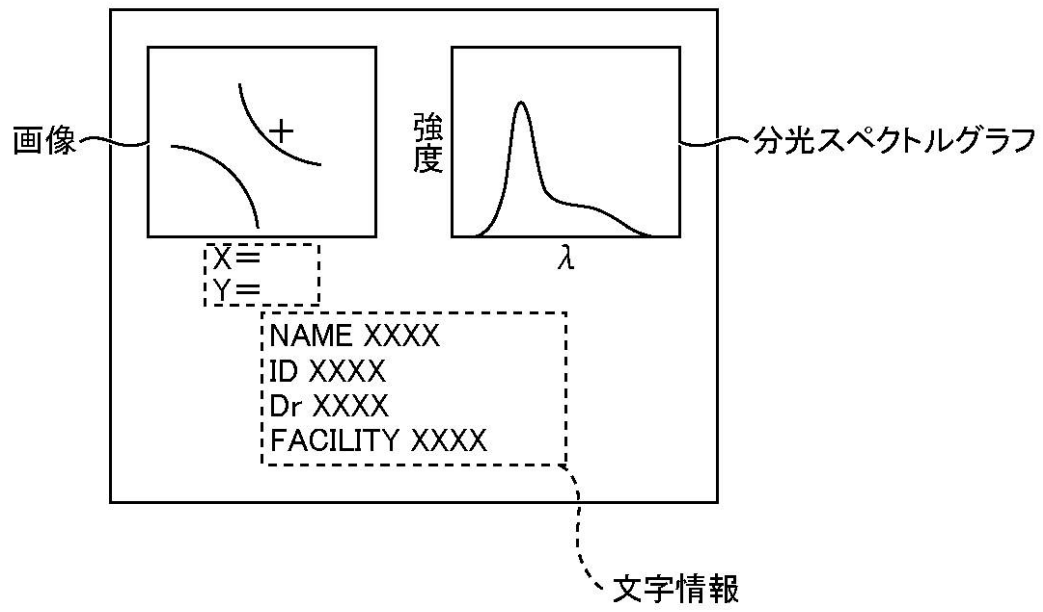 画像
強度
分光スペクトルグラフ
λ
X=
Y=
NAME XXXX
ID XXXX
Dr XXXX
FACILITY XXXX
文字情報